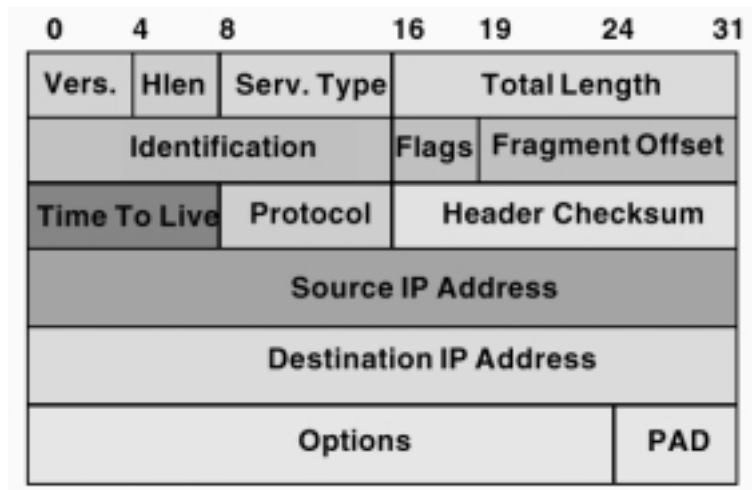 0 4 8 16 19 24 31
Vers. Hlen Serv. Type Total Length
Identification Flags Fragment Offset
Time To Live Protocol Header Checksum
Source IP Address
Destination IP Address
Options PAD